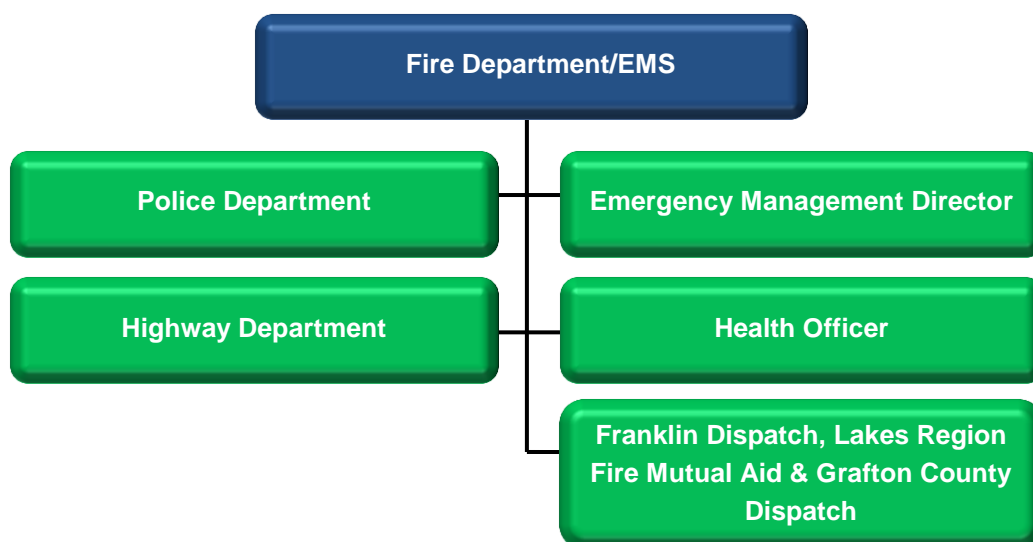 Fire Department/EMS
Police Department
Emergency Management Director
Highway Department
Health Officer
Franklin Dispatch, Lakes Region
Fire Mutual Aid & Grafton County
Dispatch